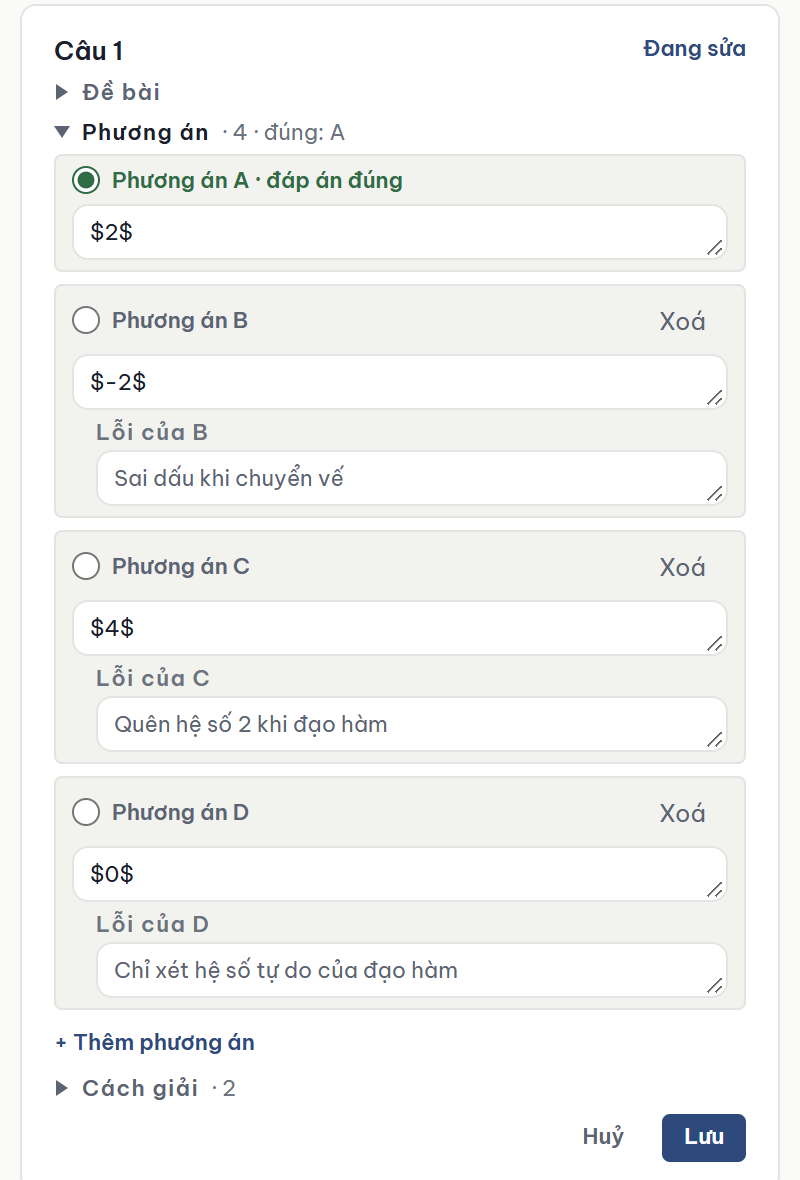 Câu 1
Đang sửa
Đề bài
Phương án · 4 · đúng: A
Phương án A · đáp án đúng
$2$
Phương án B
Xoá
$-2$
Lỗi của B
Sai dấu khi chuyển vế
Phương án C
Xoá
$4$
Lỗi của C
Quên hệ số 2 khi đạo hàm
Phương án D
Xoá
$0$
Lỗi của D
Chỉ xét hệ số tự do của đạo hàm
+ Thêm phương án
Cách giải · 2
Huỷ
Lưu